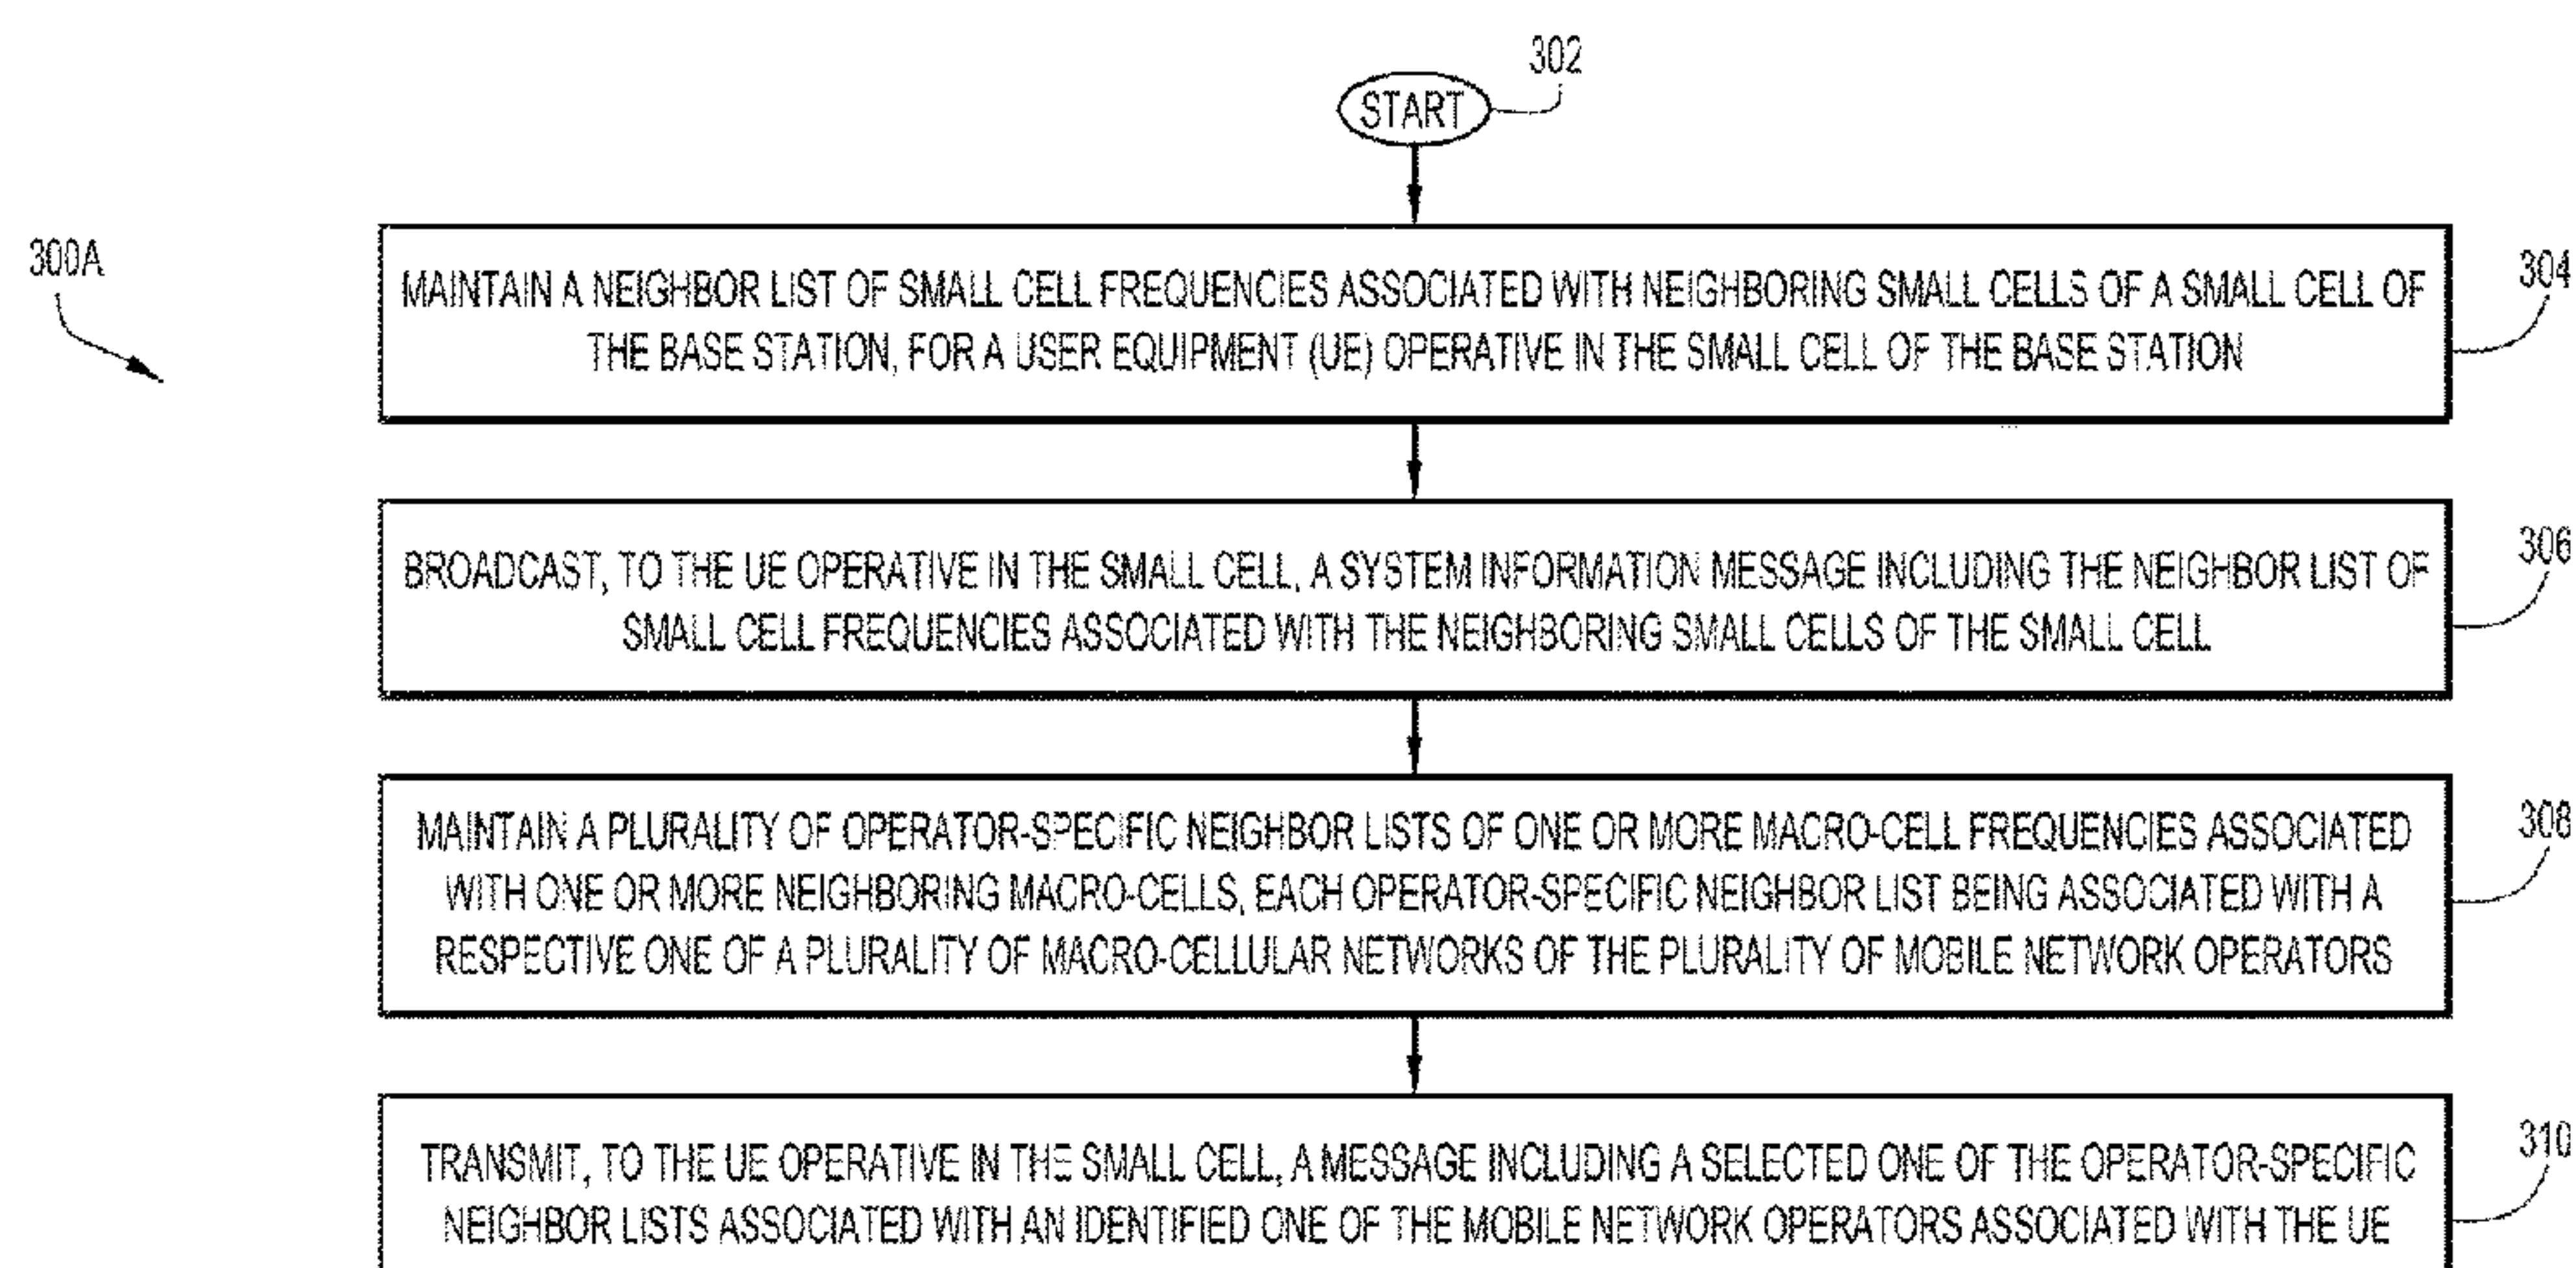 302
START
300A
304
MAINTAIN A NEIGHBOR LIST OF SMALL CELL FREQUENCIES ASSOCIATED WITH NEIGHBORING SMALL CELLS OF A SMALL CELL OF
THE BASE STATION, FOR A USER EQUIPMENT (UE) OPERATIVE IN THE SMALL CELL OF THE BASE STATION
306
BROADCAST, TO THE UE OPERATIVE IN THE SMALL CELL, A SYSTEM INFORMATION MESSAGE INCLUDING THE NEIGHBOR LIST OF
SMALL CELL FREQUENCIES ASSOCIATED WITH THE NEIGHBORING SMALL CELLS OF THE SMALL CELL
308
MAINTAIN A PLURALITY OF OPERATOR-SPECIFIC NEIGHBOR LISTS OF ONE OR MORE MACRO-CELL FREQUENCIES ASSOCIATED
WITH ONE OR MORE NEIGHBORING MACRO-CELLS, EACH OPERATOR-SPECIFIC NEIGHBOR LIST BEING ASSOCIATED WITH A
RESPECTIVE ONE OF A PLURALITY OF MACRO-CELLULAR NETWORKS OF THE PLURALITY OF MOBILE NETWORK OPERATORS
310
TRANSMIT, TO THE UE OPERATIVE IN THE SMALL CELL, A MESSAGE INCLUDING A SELECTED ONE OF THE OPERATOR-SPECIFIC
NEIGHBOR LISTS ASSOCIATED WITH AN IDENTIFIED ONE OF THE MOBILE NETWORK OPERATORS ASSOCIATED WITH THE UE